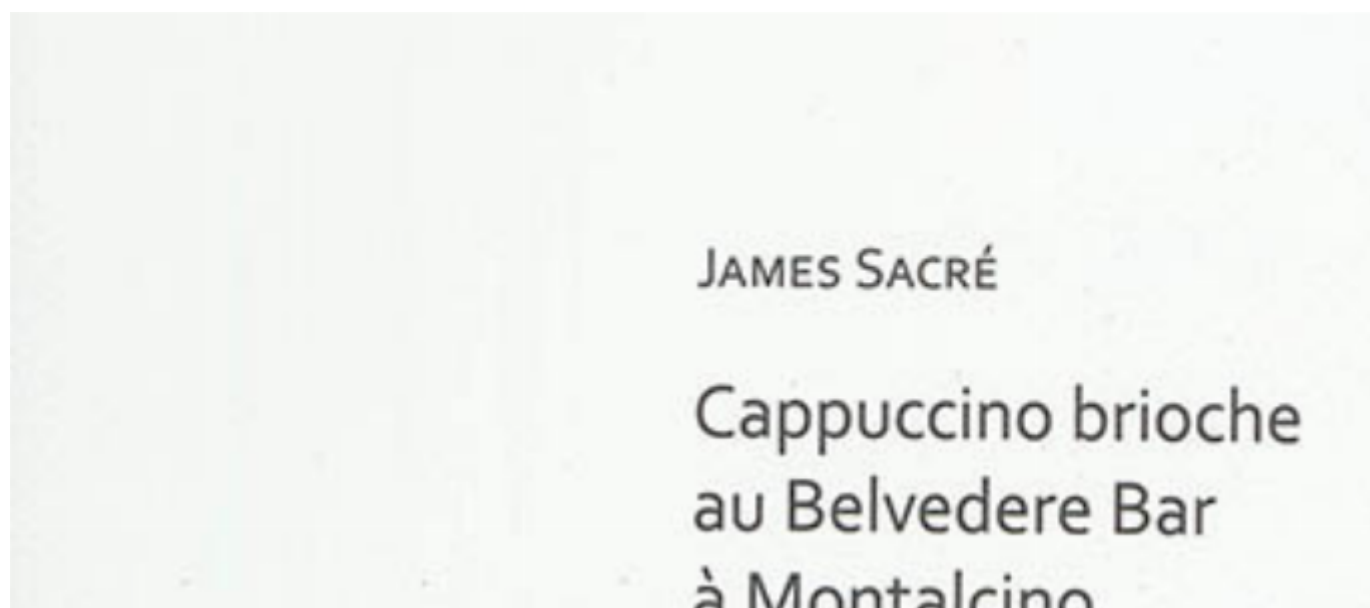 JAMES SACRÉ
Cappuccino brioche
au Belvedere Bar
à Montalcino